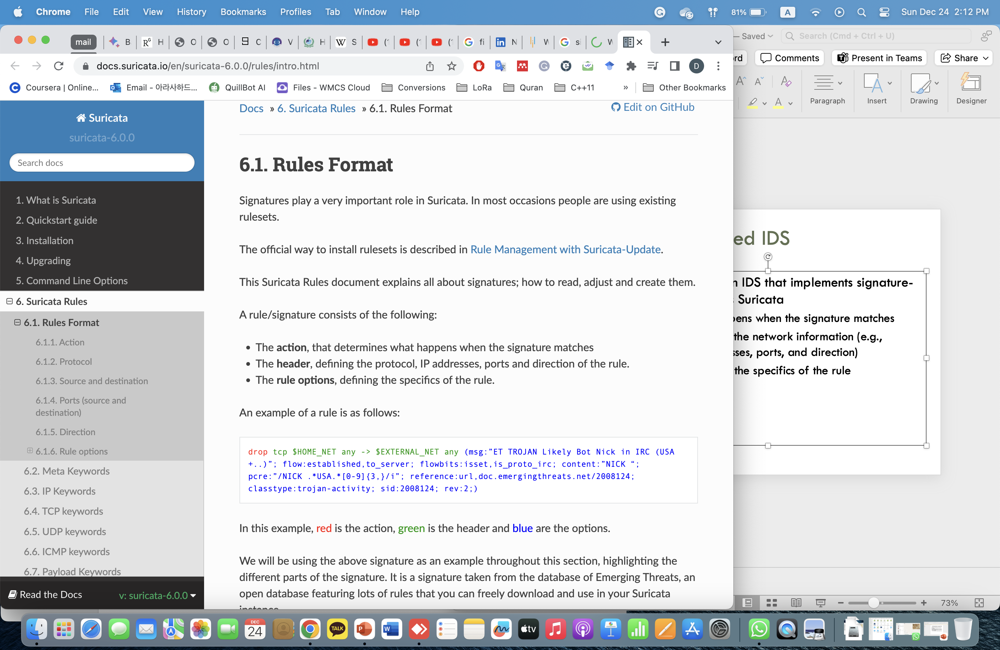 Chrome File Edit View History Bookmarks Profiles Tab Window Help 81% A Sun Dec 24 2:12 PM
mail B H O O C V H S (1 (1 (1 fi N W si W
Saved Search (Cmd + Ctrl + U)
docs.suricata.io/en/suricata-6.0.0/rules/intro.html D
rd Comments Present in Teams Share
Coursera | Online... Email - 아라사하드... QuillBot AI Files - WMCS Cloud Conversions LoRa Quran C++11 » Other Bookmarks
Paragraph Insert Drawing Designer
Suricata
suricata-6.0.0
Search docs
1. What is Suricata
2. Quickstart guide
3. Installation
4. Upgrading
5. Command Line Options
6. Suricata Rules
6.1. Rules Format
6.1.1. Action
6.1.2. Protocol
6.1.3. Source and destination
6.1.4. Ports (source and
destination)
6.1.5. Direction
6.1.6. Rule options
6.2. Meta Keywords
6.3. IP Keywords
6.4. TCP keywords
6.5. UDP keywords
6.6. ICMP keywords
6.7. Payload Keywords
Read the Docs v: suricata-6.0.0
Docs » 6. Suricata Rules » 6.1. Rules Format Edit on GitHub
6.1. Rules Format
Signatures play a very important role in Suricata. In most occasions people are using existing
rulesets.
The official way to install rulesets is described in Rule Management with Suricata-Update.
This Suricata Rules document explains all about signatures; how to read, adjust and create them.
A rule/signature consists of the following:
• The action, that determines what happens when the signature matches
• The header, defining the protocol, IP addresses, ports and direction of the rule.
• The rule options, defining the specifics of the rule.
An example of a rule is as follows:
drop tcp $HOME_NET any -> $EXTERNAL_NET any (msg:”ET TROJAN Likely Bot Nick in IRC (USA
+..)”; flow:established,to_server; flowbits:isset,is_proto_irc; content:”NICK “;
pcre:”/NICK .*USA.*[0-9]{3,}/i”; reference:url,doc.emergingthreats.net/2008124;
classtype:trojan-activity; sid:2008124; rev:2;)
In this example, red is the action, green is the header and blue are the options.
We will be using the above signature as an example throughout this section, highlighting the
different parts of the signature. It is a signature taken from the database of Emerging Threats, an
open database featuring lots of rules that you can freely download and use in your Suricata
instance
ed IDS
n IDS that implements signature-
s Suricata
pens when the signature matches
the network information (e.g.,
sses, ports, and direction)
the specifics of the rule
73%
DEC
24
TALK
tv